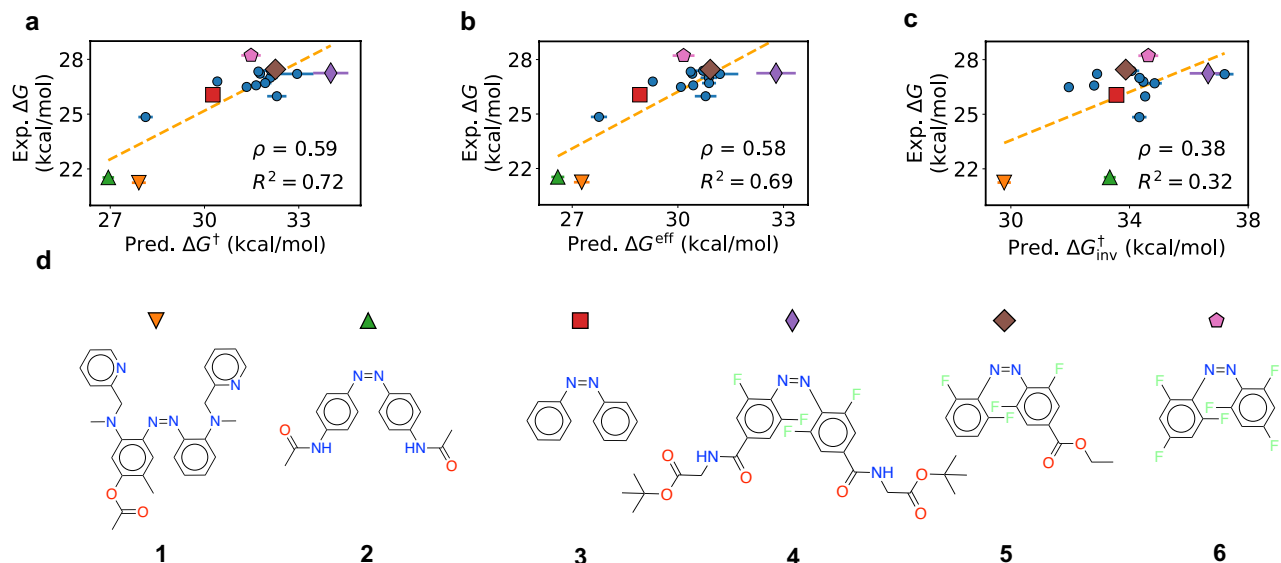 a
b
c
28
25
22
Exp. ΔG
(kcal/mol)
ρ = 0.59
R² = 0.72
27
30
33
Pred. ΔG† (kcal/mol)
28
25
22
Exp. ΔG
(kcal/mol)
ρ = 0.58
R² = 0.69
27
30
33
Pred. ΔG^eff (kcal/mol)
28
25
22
Exp. ΔG
(kcal/mol)
ρ = 0.38
R² = 0.32
30
34
38
Pred. ΔG†inv (kcal/mol)
d
N
N
N
N=N
N
O
O
N=N
O
NH
HN
O
N=N
F
N=N
F
F
F
O
NH
O
O
O
HN
O
O
F
N=N
F
F
O
O
F
N=N
F
F
F
F
F
1
2
3
4
5
6